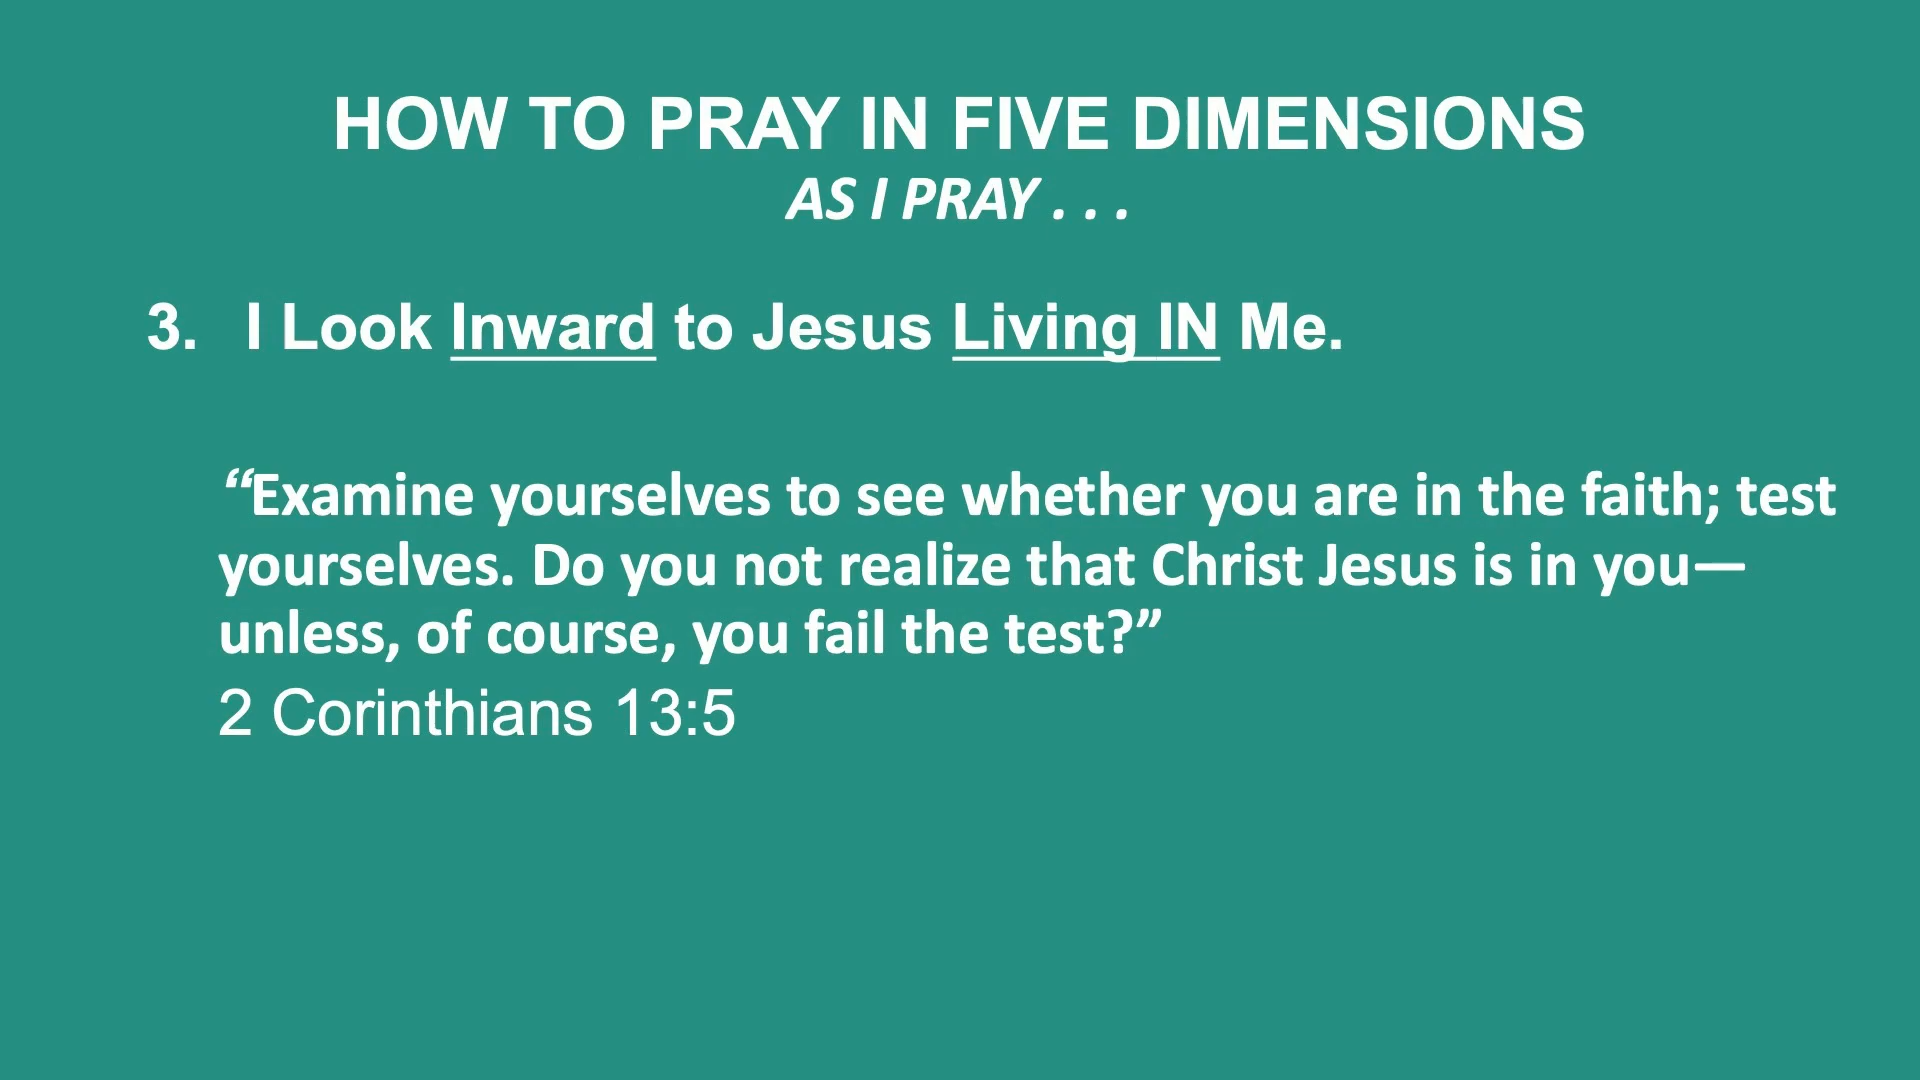 HOW TO PRAY IN FIVE DIMENSIONS
AS I PRAY . . .
3. I Look Inward to Jesus Living IN Me.
“Examine yourselves to see whether you are in the faith; test
yourselves. Do you not realize that Christ Jesus is in you—
unless, of course, you fail the test?”
2 Corinthians 13:5